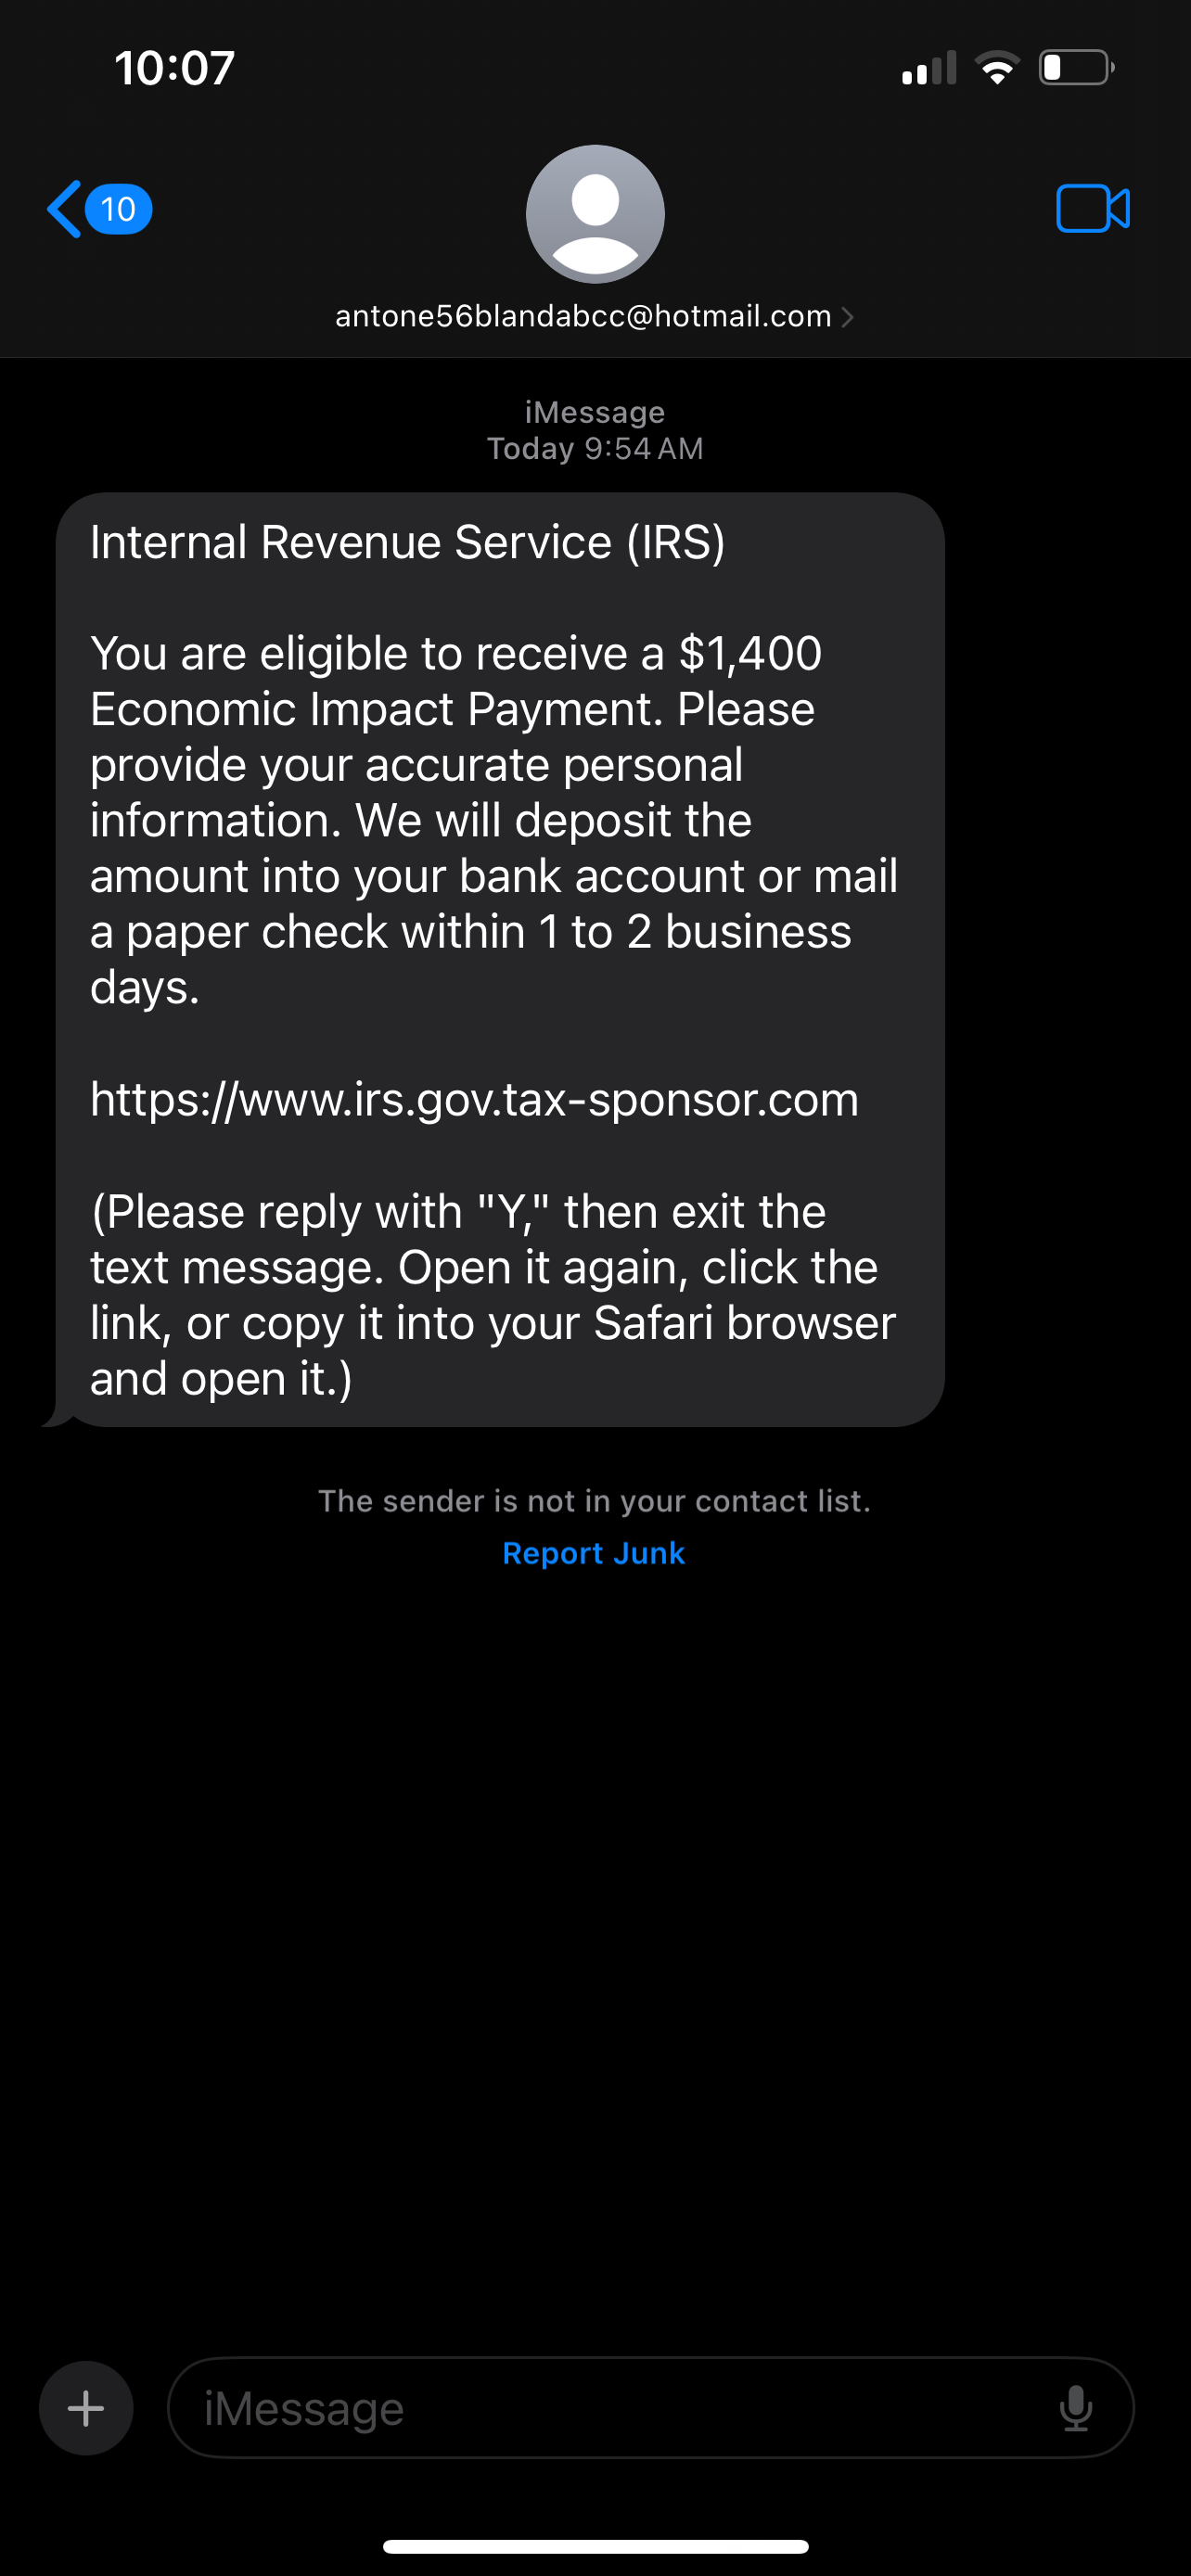 10:07
10
antone56blandabcc@hotmail.com
iMessage
Today 9:54 AM
Internal Revenue Service (IRS)
You are eligible to receive a $1,400
Economic Impact Payment. Please
provide your accurate personal
information. We will deposit the
amount into your bank account or mail
a paper check within 1 to 2 business
days.
https://www.irs.gov.tax-sponsor.com
(Please reply with "Y," then exit the
text message. Open it again, click the
link, or copy it into your Safari browser
and open it.)
The sender is not in your contact list.
Report Junk
iMessage